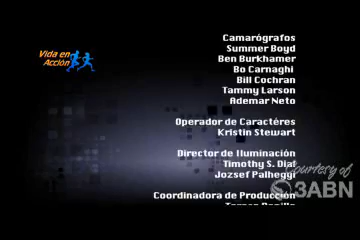 Vida en
Acción
Camarógrafos
Summer Boyd
Ben Burkhamer
Bo Carnaghi
Bill Cochran
Tammy Larson
Ademar Neto
Operador de Caractéres
Kristin Stewart
Director de Iluminación
Timothy S. Dial
Jozsef Palhegyi
Courtesy of
3ABN
Coordinadora de Producción